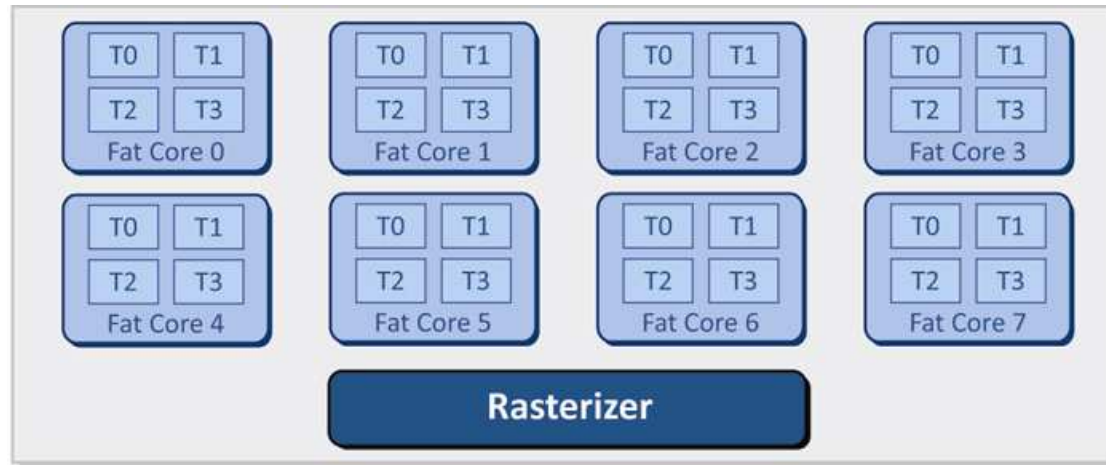 T0 T1 T0 T1 T0 T1 T0 T1
T2 T3 T2 T3 T2 T3 T2 T3
Fat Core 0 Fat Core 1 Fat Core 2 Fat Core 3
T0 T1 T0 T1 T0 T1 T0 T1
T2 T3 T2 T3 T2 T3 T2 T3
Fat Core 4 Fat Core 5 Fat Core 6 Fat Core 7
Rasterizer